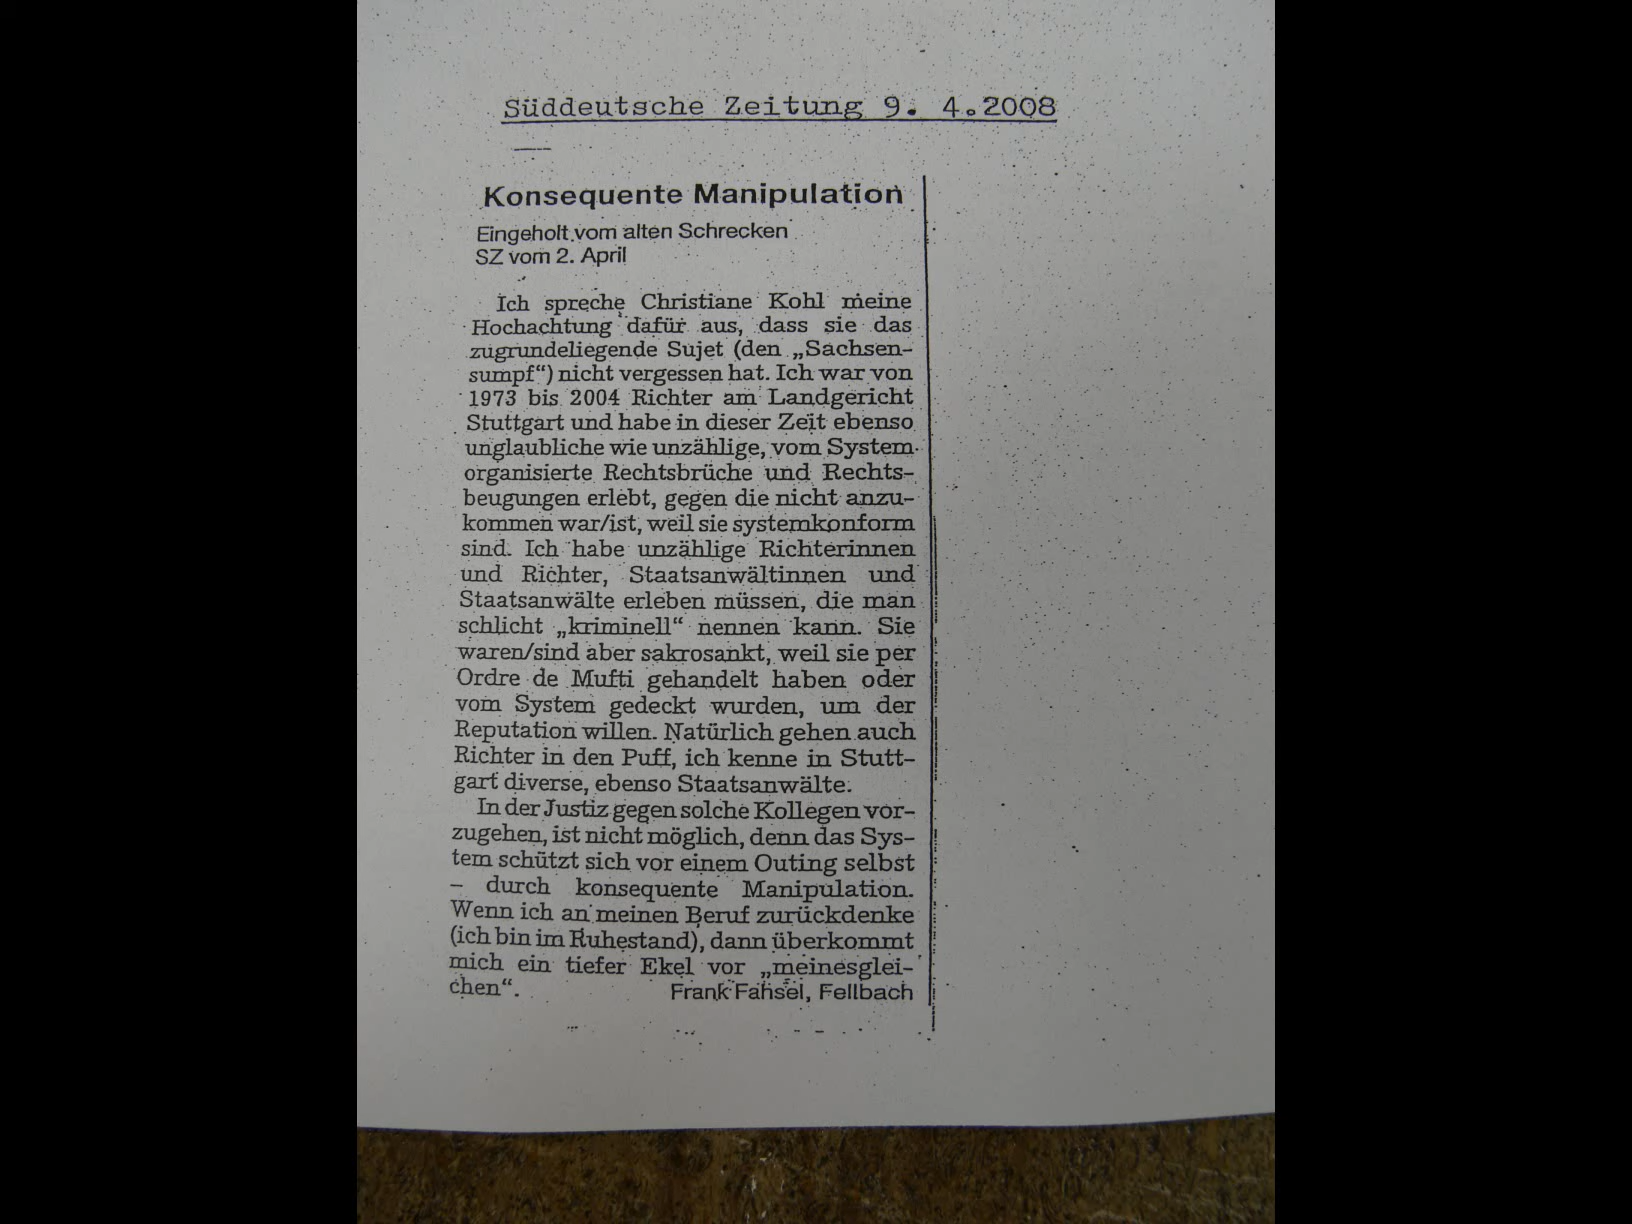 Süddeutsche Zeitung 9. 4.2008
Konsequente Manipulation
Eingeholt vom alten Schrecken
SZ vom 2. April
Ich spreche Christiane Kohl meine
Hochachtung dafür aus, dass sie das
zugrundeliegende Sujet (den „Sachsen-
sumpf“) nicht vergessen hat. Ich war von
1973 bis 2004 Richter am Landgericht
Stuttgart und habe in dieser Zeit ebenso
unglaubliche wie unzählige, vom System
organisierte Rechtsbrüche und Rechts-
beugungen erlebt, gegen die nicht anzu-
kommen war/ist, weil sie systemkonform
sind. Ich habe unzählige Richterinnen
und Richter, Staatsanwältinnen und
Staatsanwälte erleben müssen, die man
schlicht „kriminell“ nennen kann. Sie
waren/sind aber sakrosankt, weil sie per
Ordre de Mufti gehandelt haben oder
vom System gedeckt wurden, um der
Reputation willen. Natürlich gehen auch
Richter in den Puff, ich kenne in Stutt-
gart diverse, ebenso Staatsanwälte.
In der Justiz gegen solche Kollegen vor-
zugehen, ist nicht möglich, denn das Sys-
tem schützt sich vor einem Outing selbst
– durch konsequente Manipulation.
Wenn ich an meinen Beruf zurückdenke
(ich bin im Ruhestand), dann überkommt
mich ein tiefer Ekel vor „meinesglei-
chen“. Frank Fahsel, Fellbach